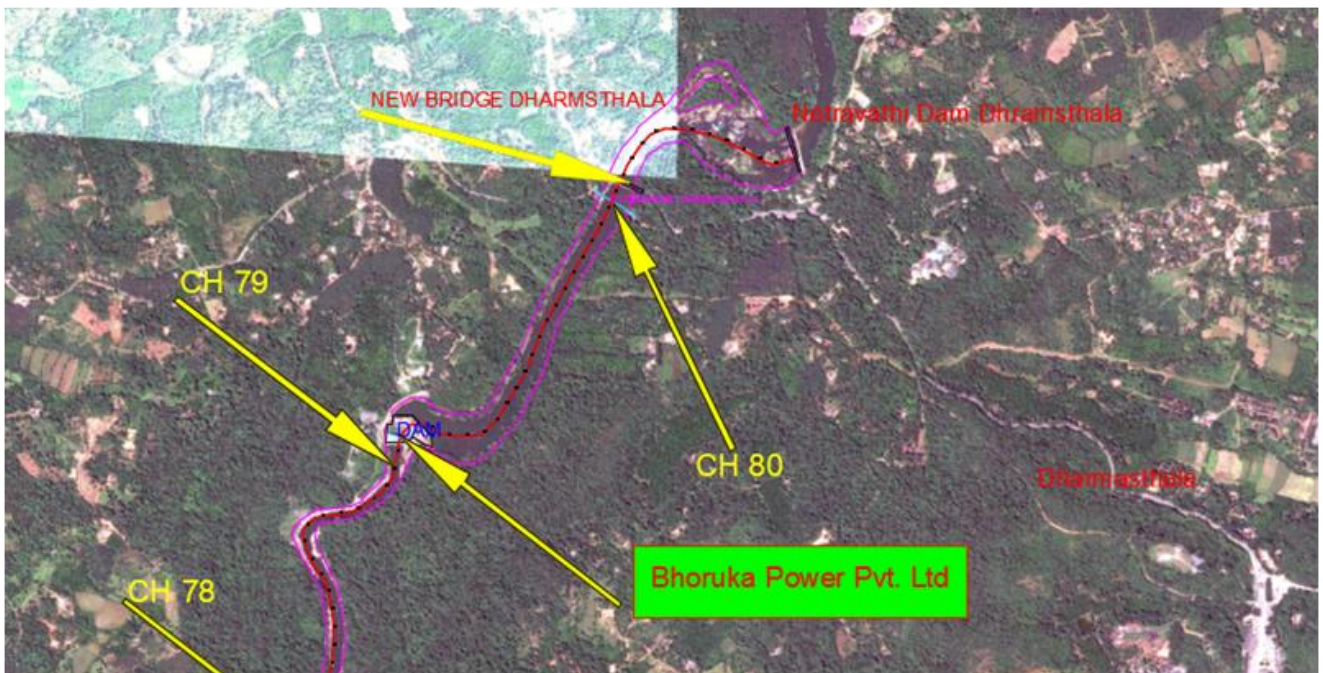 NEW BRIDGE DHARMSTHALA
Netravathi Dam Dhramsthala
CH 79
DAM
CH 80
Dharmasthala
Bhoruka Power Pvt. Ltd
CH 78